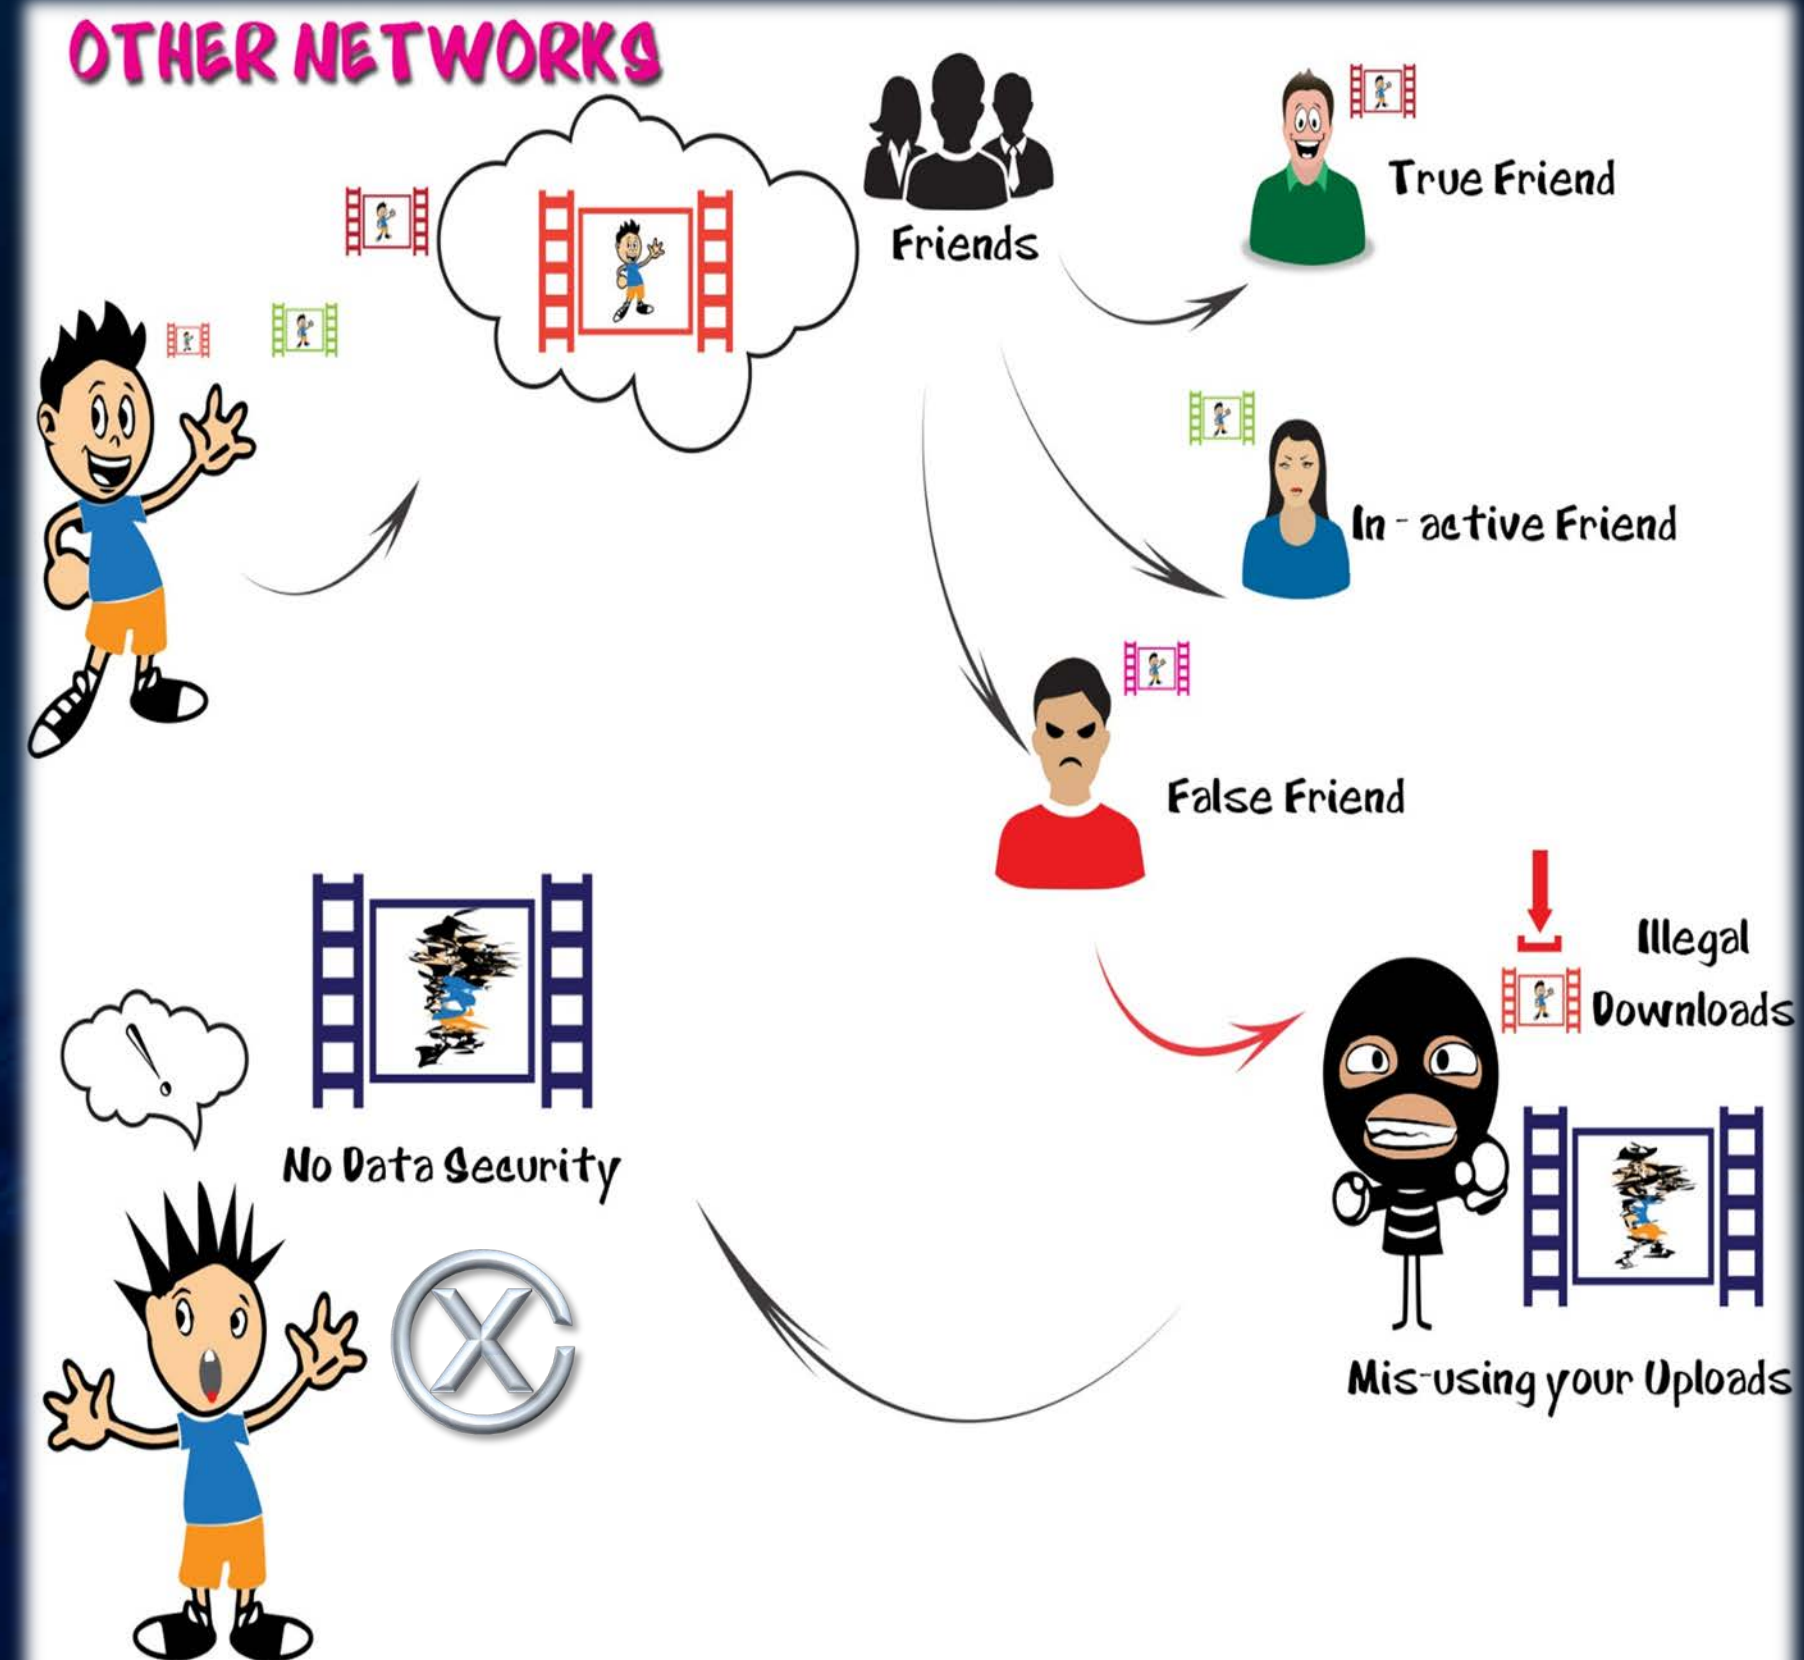 OTHER NETWORKS
Friends
True Friend
In - active Friend
False Friend
Illegal
Downloads
No Data Security
X
Mis-using your Uploads